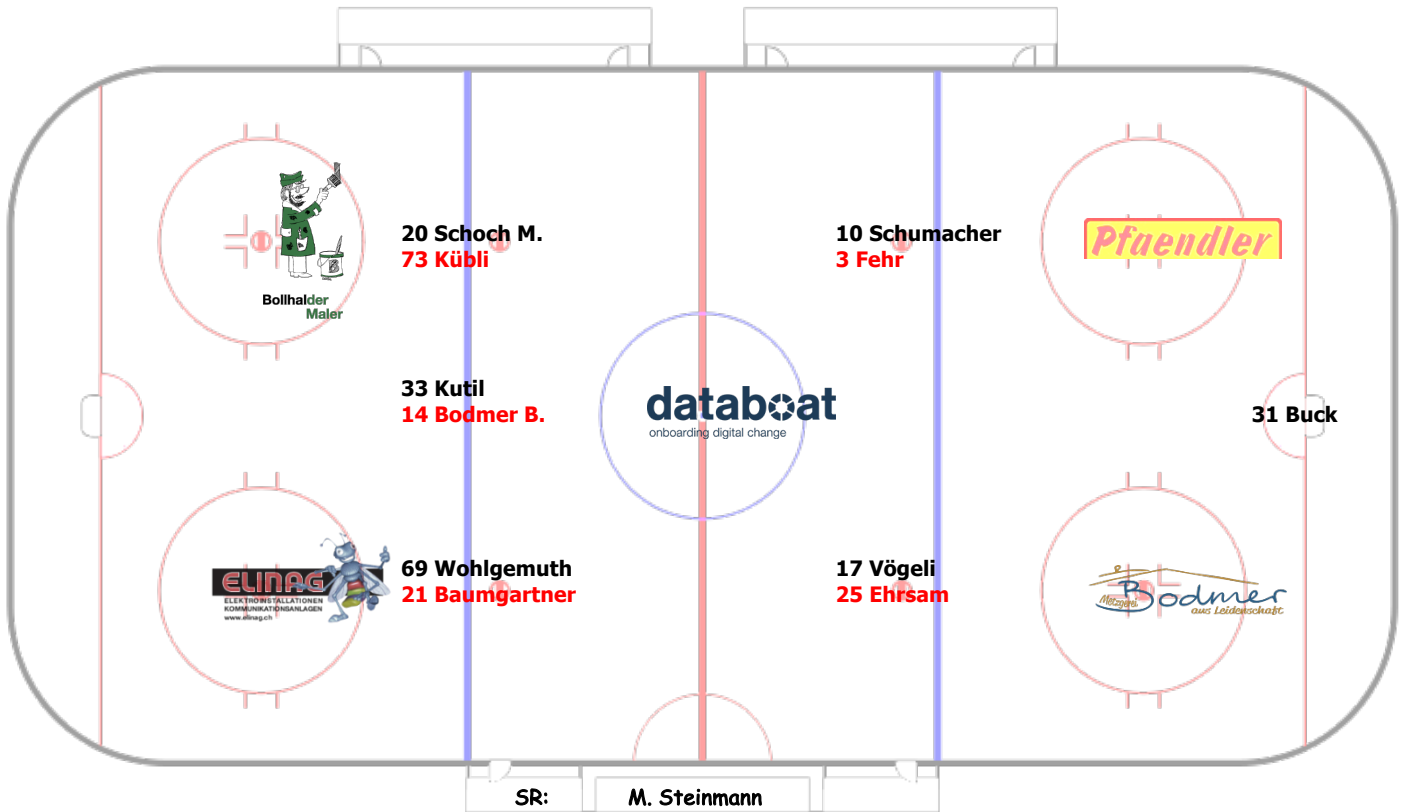 20 Schoch M.
73 Kübli
10 Schumacher
3 Fehr
Pfaendler
Bollhalder
Maler
33 Kutil
14 Bodmer B.
databoat
onboarding digital change
31 Buck
69 Wohlgemuth
21 Baumgartner
17 Vögeli
25 Ehrsam
ELINAG
ELEKTROINSTALLATIONEN
KOMMUNIKATIONSANLAGEN
www.elinag.ch
Metzgerei Bodmer
aus Leidenschaft
SR: M. Steinmann